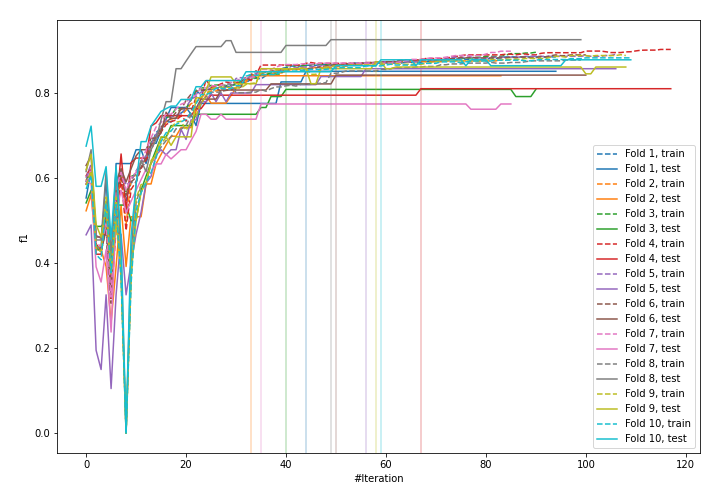 f1
0.8
0.6
0.4
0.2
0.0
0
20
40
60
80
100
120
#Iteration
Fold 1, train
Fold 1, test
Fold 2, train
Fold 2, test
Fold 3, train
Fold 3, test
Fold 4, train
Fold 4, test
Fold 5, train
Fold 5, test
Fold 6, train
Fold 6, test
Fold 7, train
Fold 7, test
Fold 8, train
Fold 8, test
Fold 9, train
Fold 9, test
Fold 10, train
Fold 10, test